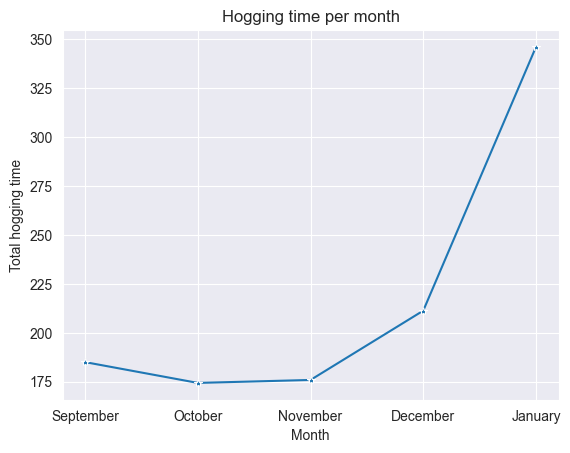 Hogging time per month
350
325
300
275
250
225
200
175
Total hogging time
September October November December January
Month